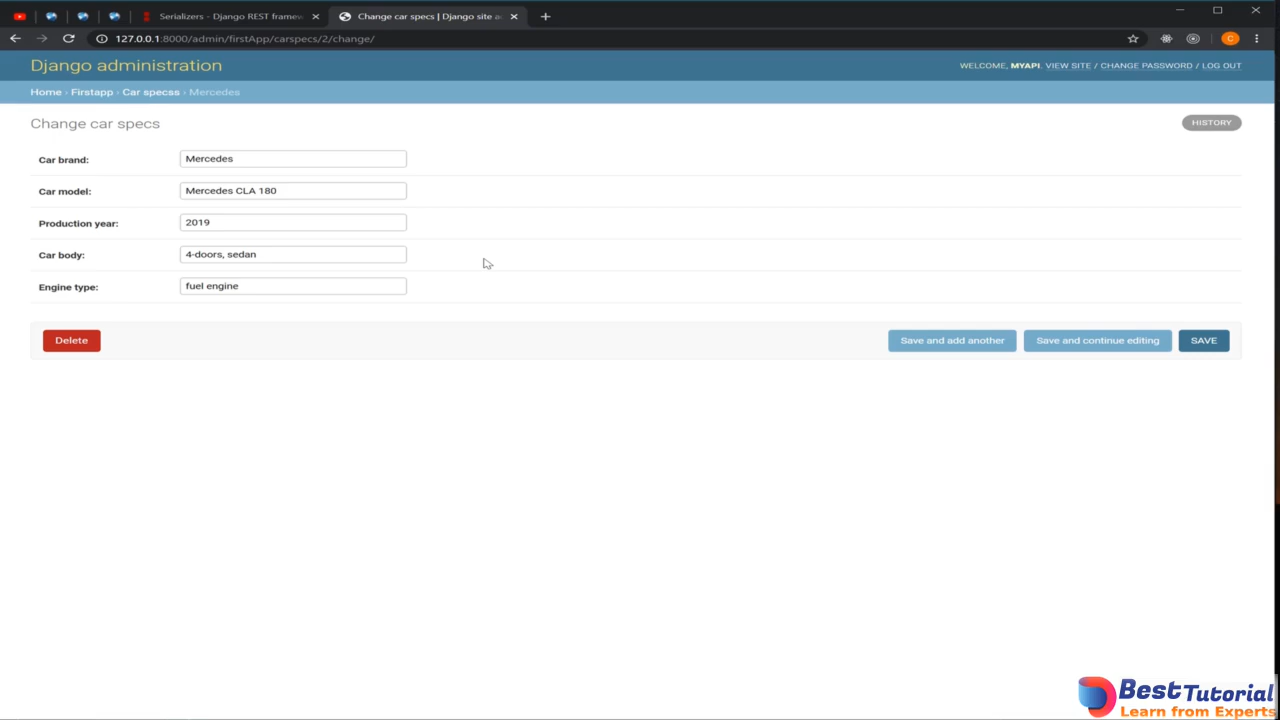 Serializers - Django REST framew
Change car specs | Django site a
127.0.0.1:8000/admin/firstApp/carspecs/2/change/
C
Django administration
WELCOME, MYAPI. VIEW SITE / CHANGE PASSWORD / LOG OUT
Home › Firstapp › Car specss › Mercedes
Change car specs
HISTORY
Car brand: Mercedes
Car model: Mercedes CLA 180
Production year: 2019
Car body: 4-doors, sedan
Engine type: fuel engine
Delete
Save and add another
Save and continue editing
SAVE
BestTutorial
Learn from Experts